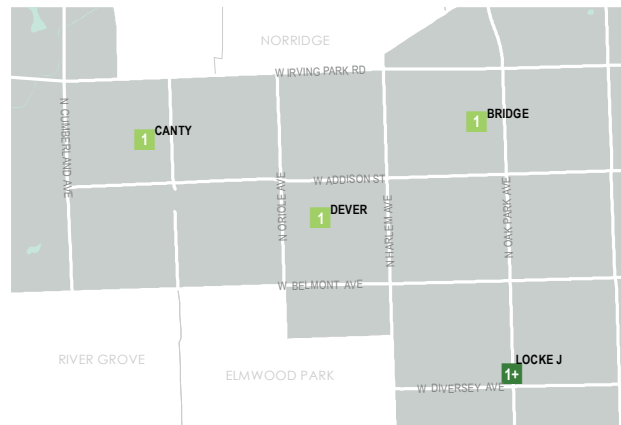 NORRIDGE
W IRVING PARK RD
N CUMBERLAND AVE
1 CANTY
1 BRIDGE
W ADDISON ST
N ORIOLE AVE
1 DEVER
N HARLEM AVE
N OAK PARK AVE
W BELMONT AVE
RIVER GROVE
ELMWOOD PARK
LOCKE J
1+
W DIVERSEY AVE